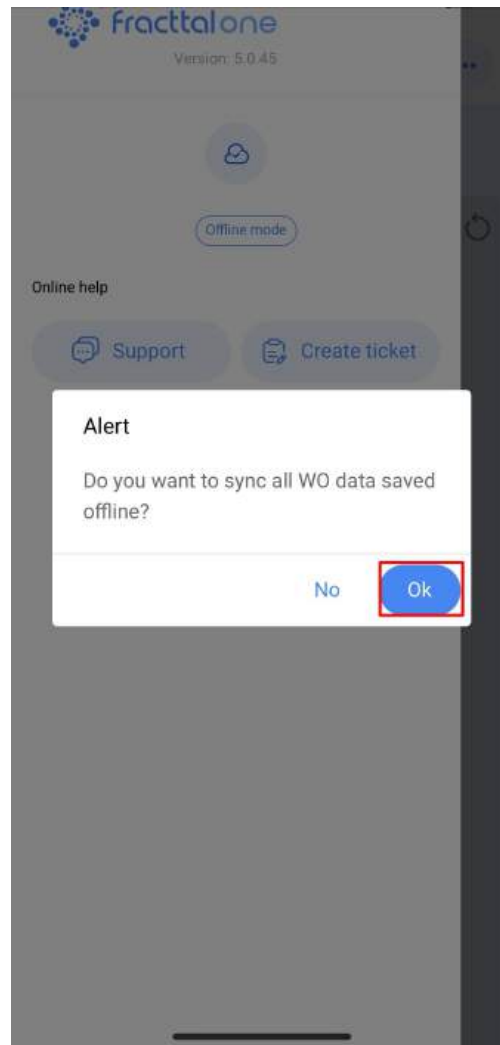 fracttalone
Version: 5.0.45
Offline mode
Online help
Support
Create ticket
Alert
Do you want to sync all WO data saved
offline?
No
Ok